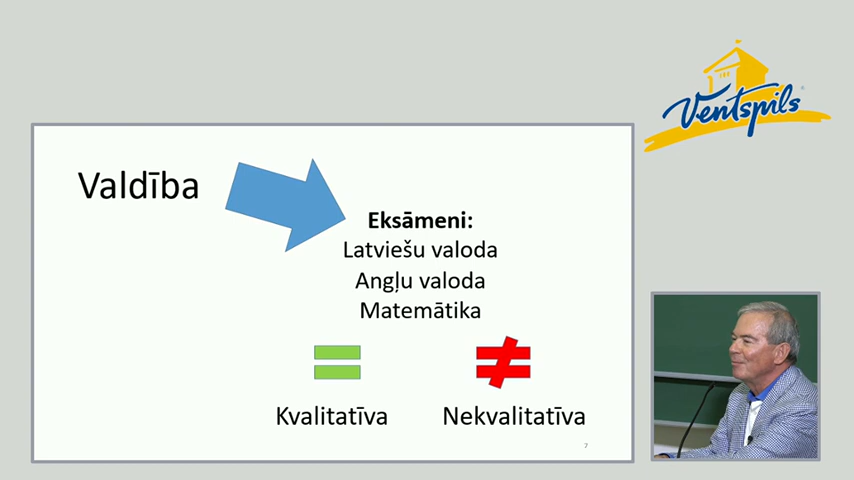 Ventspils
Valdība
Eksāmeni:
Latviešu valoda
Angļu valoda
Matemātika
Kvalitatīva
Nekvalitatīva
7